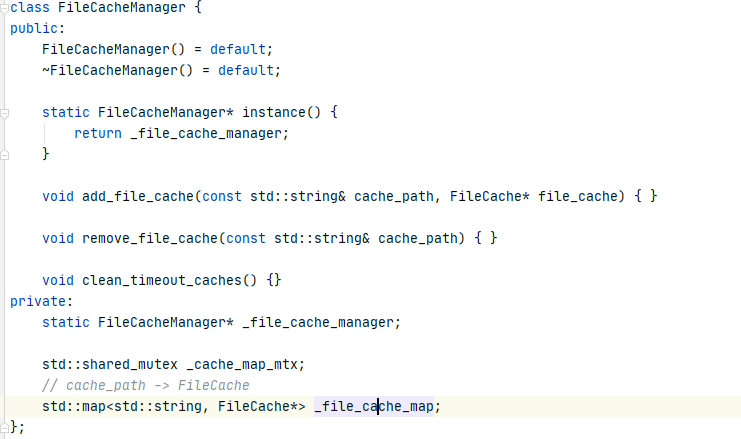 class FileCacheManager {
public:
    FileCacheManager() = default;
    ~FileCacheManager() = default;

    static FileCacheManager* instance() {
        return _file_cache_manager;
    }

    void add_file_cache(const std::string& cache_path, FileCache* file_cache) { }

    void remove_file_cache(const std::string& cache_path) { }

    void clean_timeout_caches() {}
private:
    static FileCacheManager* _file_cache_manager;

    std::shared_mutex _cache_map_mtx;
    // cache_path -> FileCache
    std::map<std::string, FileCache*> _file_cache_map;
};